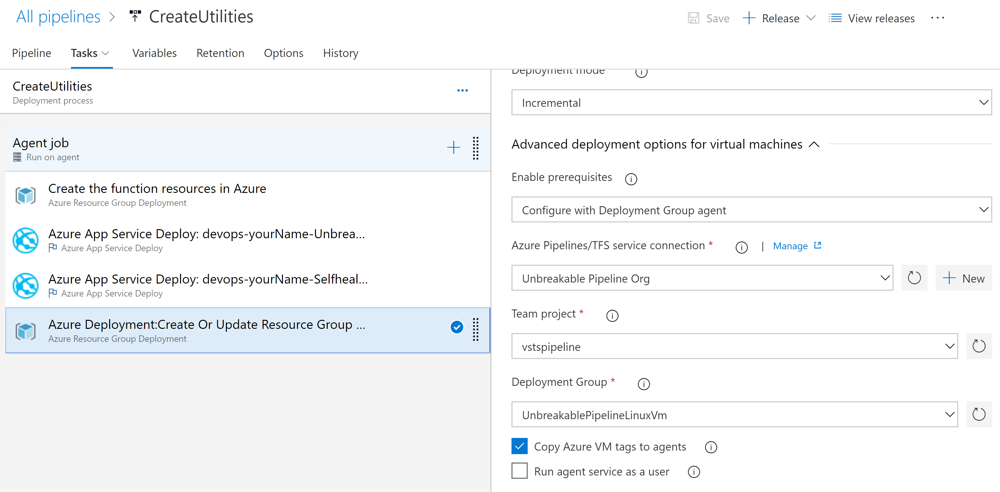 All pipelines > CreateUtilities
Save + Release View releases ...
Pipeline Tasks Variables Retention Options History
CreateUtilities
Deployment process
...
Agent job
Run on agent
Create the function resources in Azure
Azure Resource Group Deployment
Azure App Service Deploy: devops-yourName-Unbrea...
Azure App Service Deploy
Azure App Service Deploy: devops-yourName-Selfheal...
Azure App Service Deploy
Azure Deployment:Create Or Update Resource Group ...
Azure Resource Group Deployment
Deployment mode
Incremental
Advanced deployment options for virtual machines
Enable prerequisites
Configure with Deployment Group agent
Azure Pipelines/TFS service connection * | Manage
Unbreakable Pipeline Org
+ New
Team project *
vstspipeline
Deployment Group *
UnbreakablePipelineLinuxVm
Copy Azure VM tags to agents
Run agent service as a user